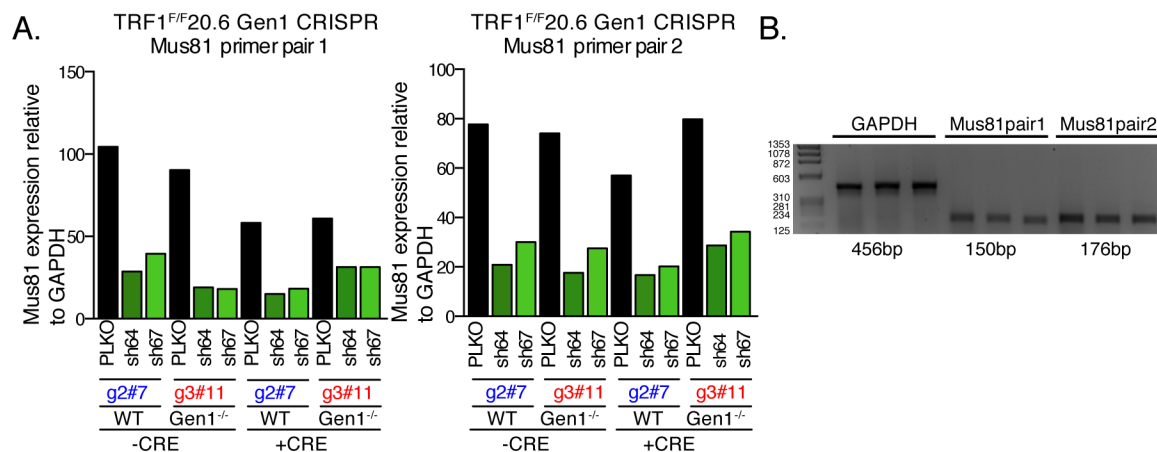 A.
TRF1F/F20.6 Gen1 CRISPR
Mus81 primer pair 1
Mus81 expression relative
to GAPDH
150
100
50
0
PLKO sh64 sh67 PLKO sh64 sh67 PLKO sh64 sh67 PLKO sh64 sh67
g2#7 g3#11 g2#7 g3#11
WT Gen1-/- WT Gen1-/-
-CRE +CRE
TRF1F/F20.6 Gen1 CRISPR
Mus81 primer pair 2
Mus81 expression relative
to GAPDH
100
80
60
40
20
0
PLKO sh64 sh67 PLKO sh64 sh67 PLKO sh64 sh67 PLKO sh64 sh67
g2#7 g3#11 g2#7 g3#11
WT Gen1-/- WT Gen1-/-
-CRE +CRE
B.
GAPDH Mus81pair1 Mus81pair2
1353
1078
872
603
310
281
234
125
456bp 150bp 176bp